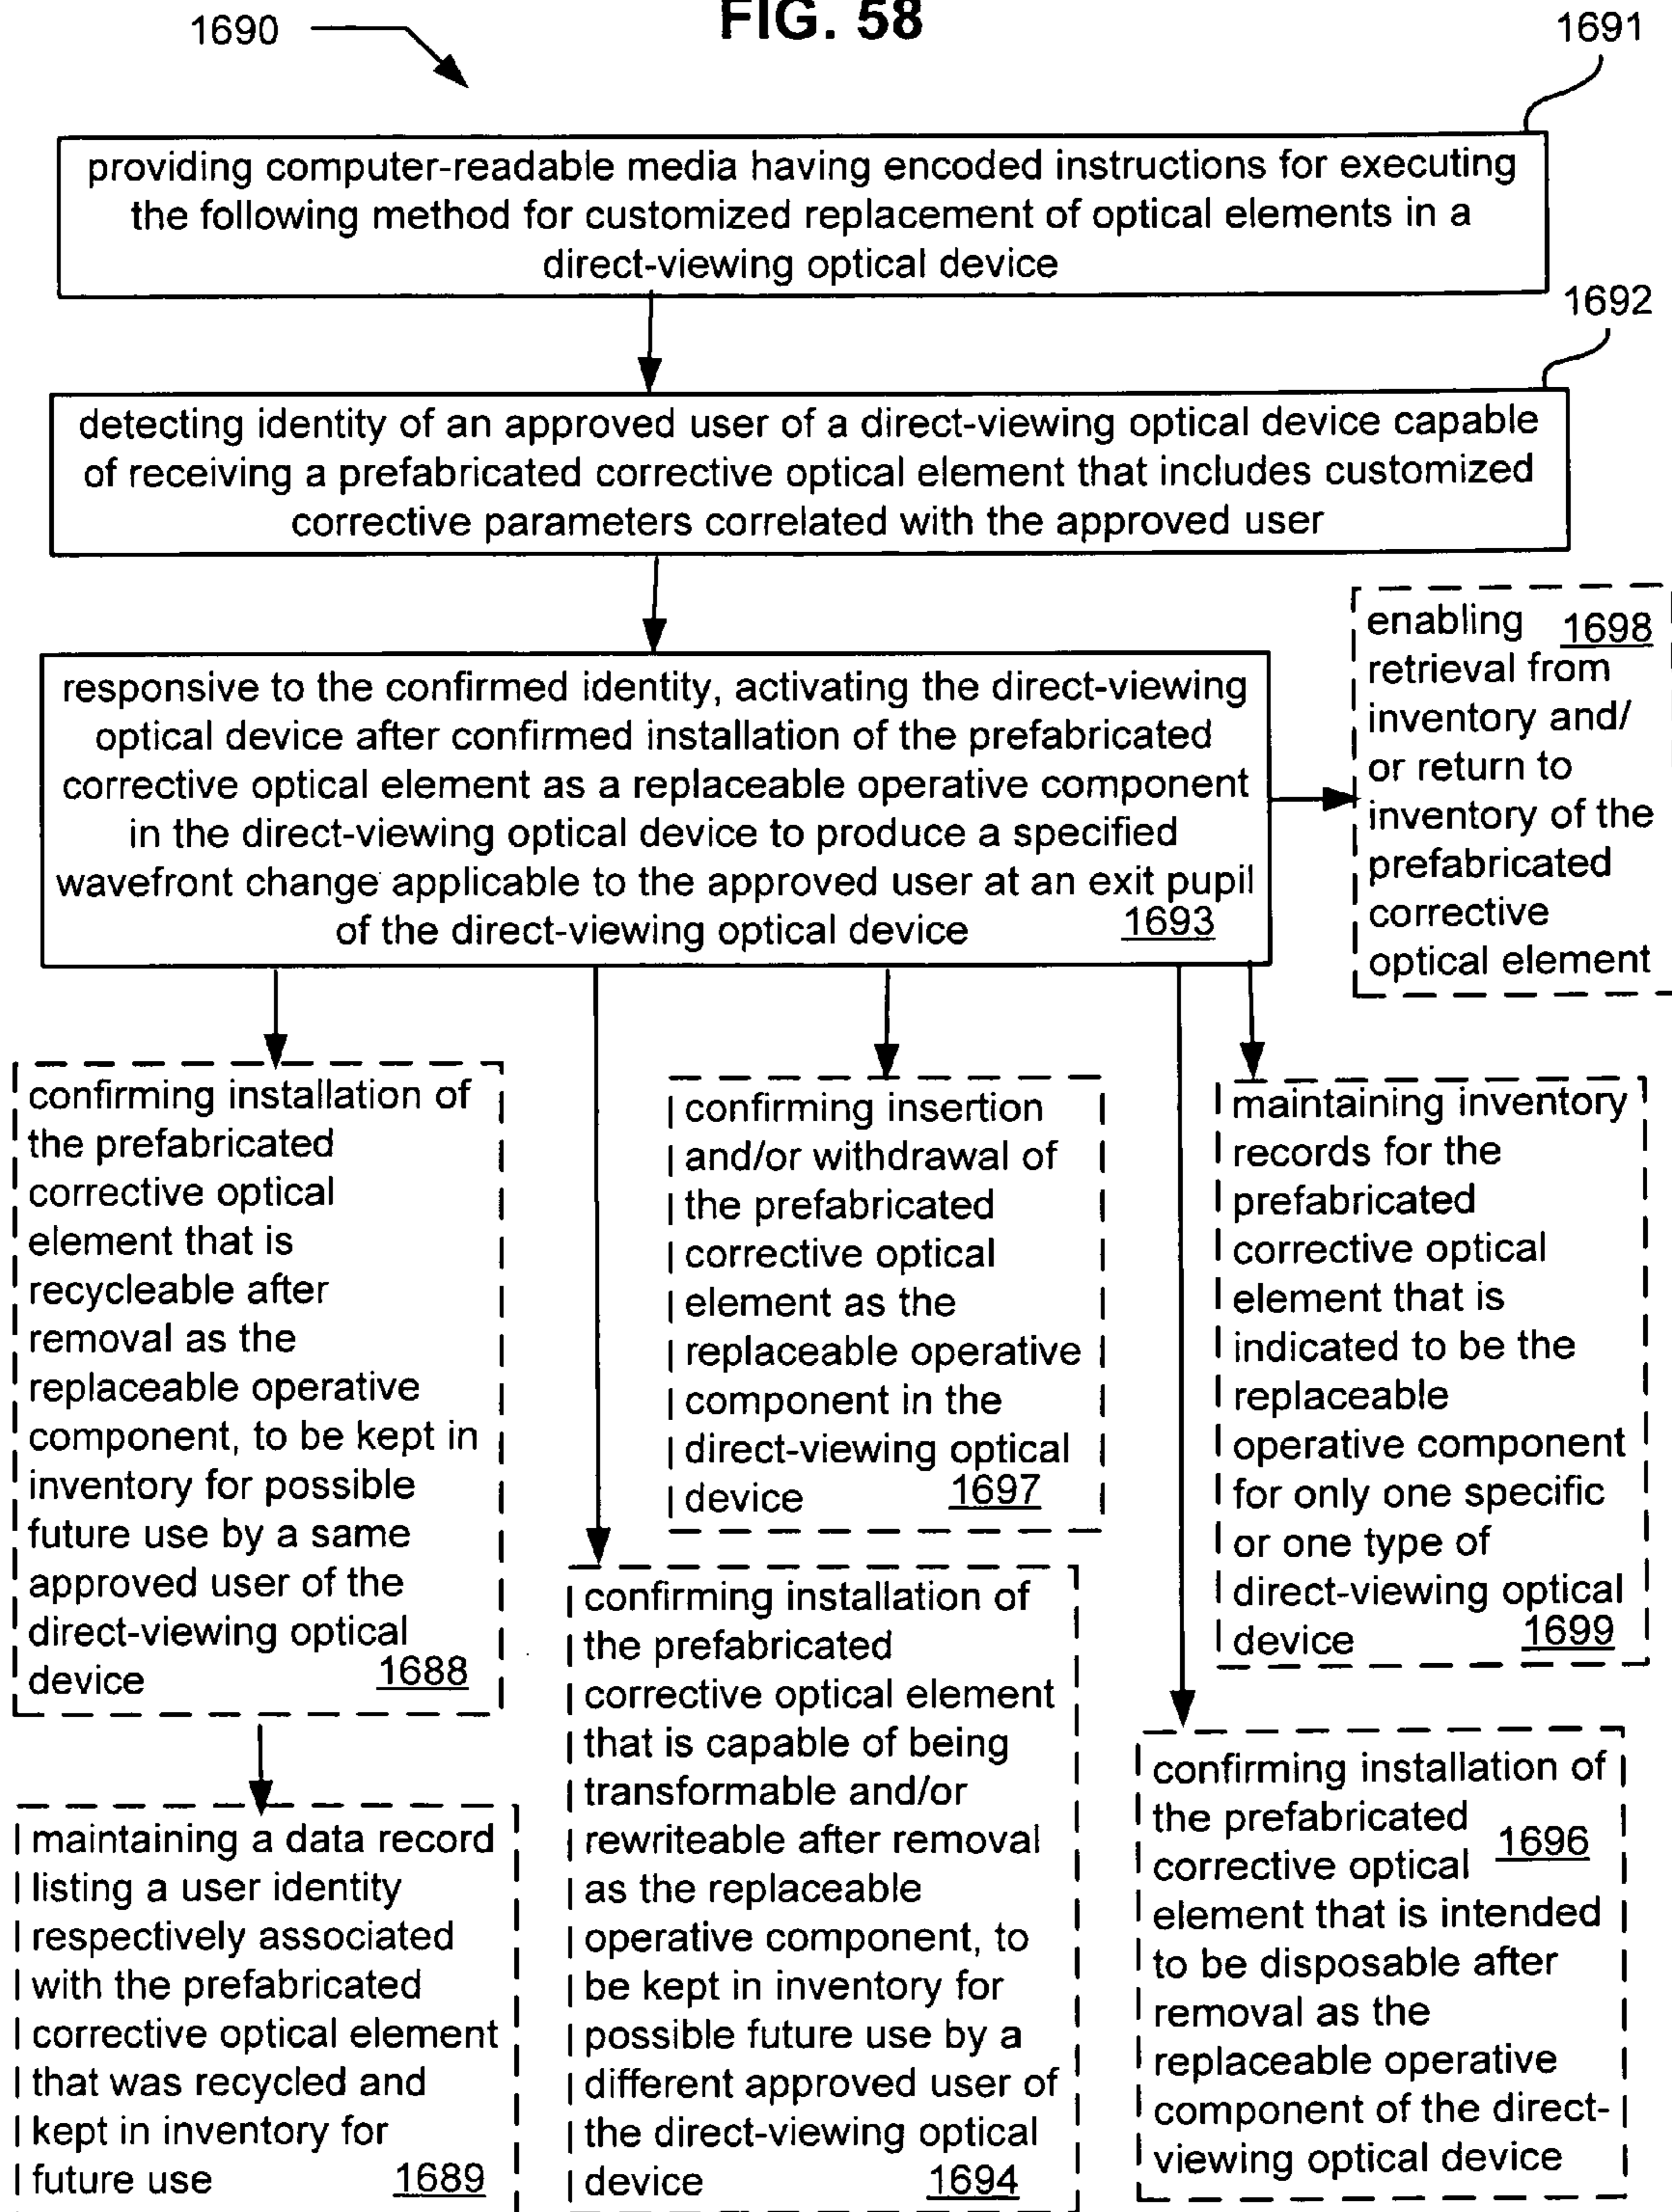 FIG. 58
1690
1691
providing computer-readable media having encoded instructions for executing
the following method for customized replacement of optical elements in a
direct-viewing optical device
1692
detecting identity of an approved user of a direct-viewing optical device capable
of receiving a prefabricated corrective optical element that includes customized
corrective parameters correlated with the approved user
responsive to the confirmed identity, activating the direct-viewing
optical device after confirmed installation of the prefabricated
corrective optical element as a replaceable operative component
in the direct-viewing optical device to produce a specified
wavefront change applicable to the approved user at an exit pupil
of the direct-viewing optical device 1693
enabling 1698
retrieval from
inventory and/
or return to
inventory of the
prefabricated
corrective
optical element
confirming installation of
the prefabricated
corrective optical
element that is
recycleable after
removal as the
replaceable operative
component, to be kept in
inventory for possible
future use by a same
approved user of the
direct-viewing optical
device 1688
confirming insertion
and/or withdrawal of
the prefabricated
corrective optical
element as the
replaceable operative
component in the
direct-viewing optical
device 1697
maintaining inventory
records for the
prefabricated
corrective optical
element that is
indicated to be the
replaceable
operative component
for only one specific
or one type of
direct-viewing optical
device 1699
maintaining a data record
listing a user identity
respectively associated
with the prefabricated
corrective optical element
that was recycled and
kept in inventory for
future use 1689
confirming installation of
the prefabricated
corrective optical element
that is capable of being
transformable and/or
rewriteable after removal
as the replaceable
operative component, to
be kept in inventory for
possible future use by a
different approved user of
the direct-viewing optical
device 1694
confirming installation of
the prefabricated
corrective optical 1696
element that is intended
to be disposable after
removal as the
replaceable operative
component of the direct-
viewing optical device